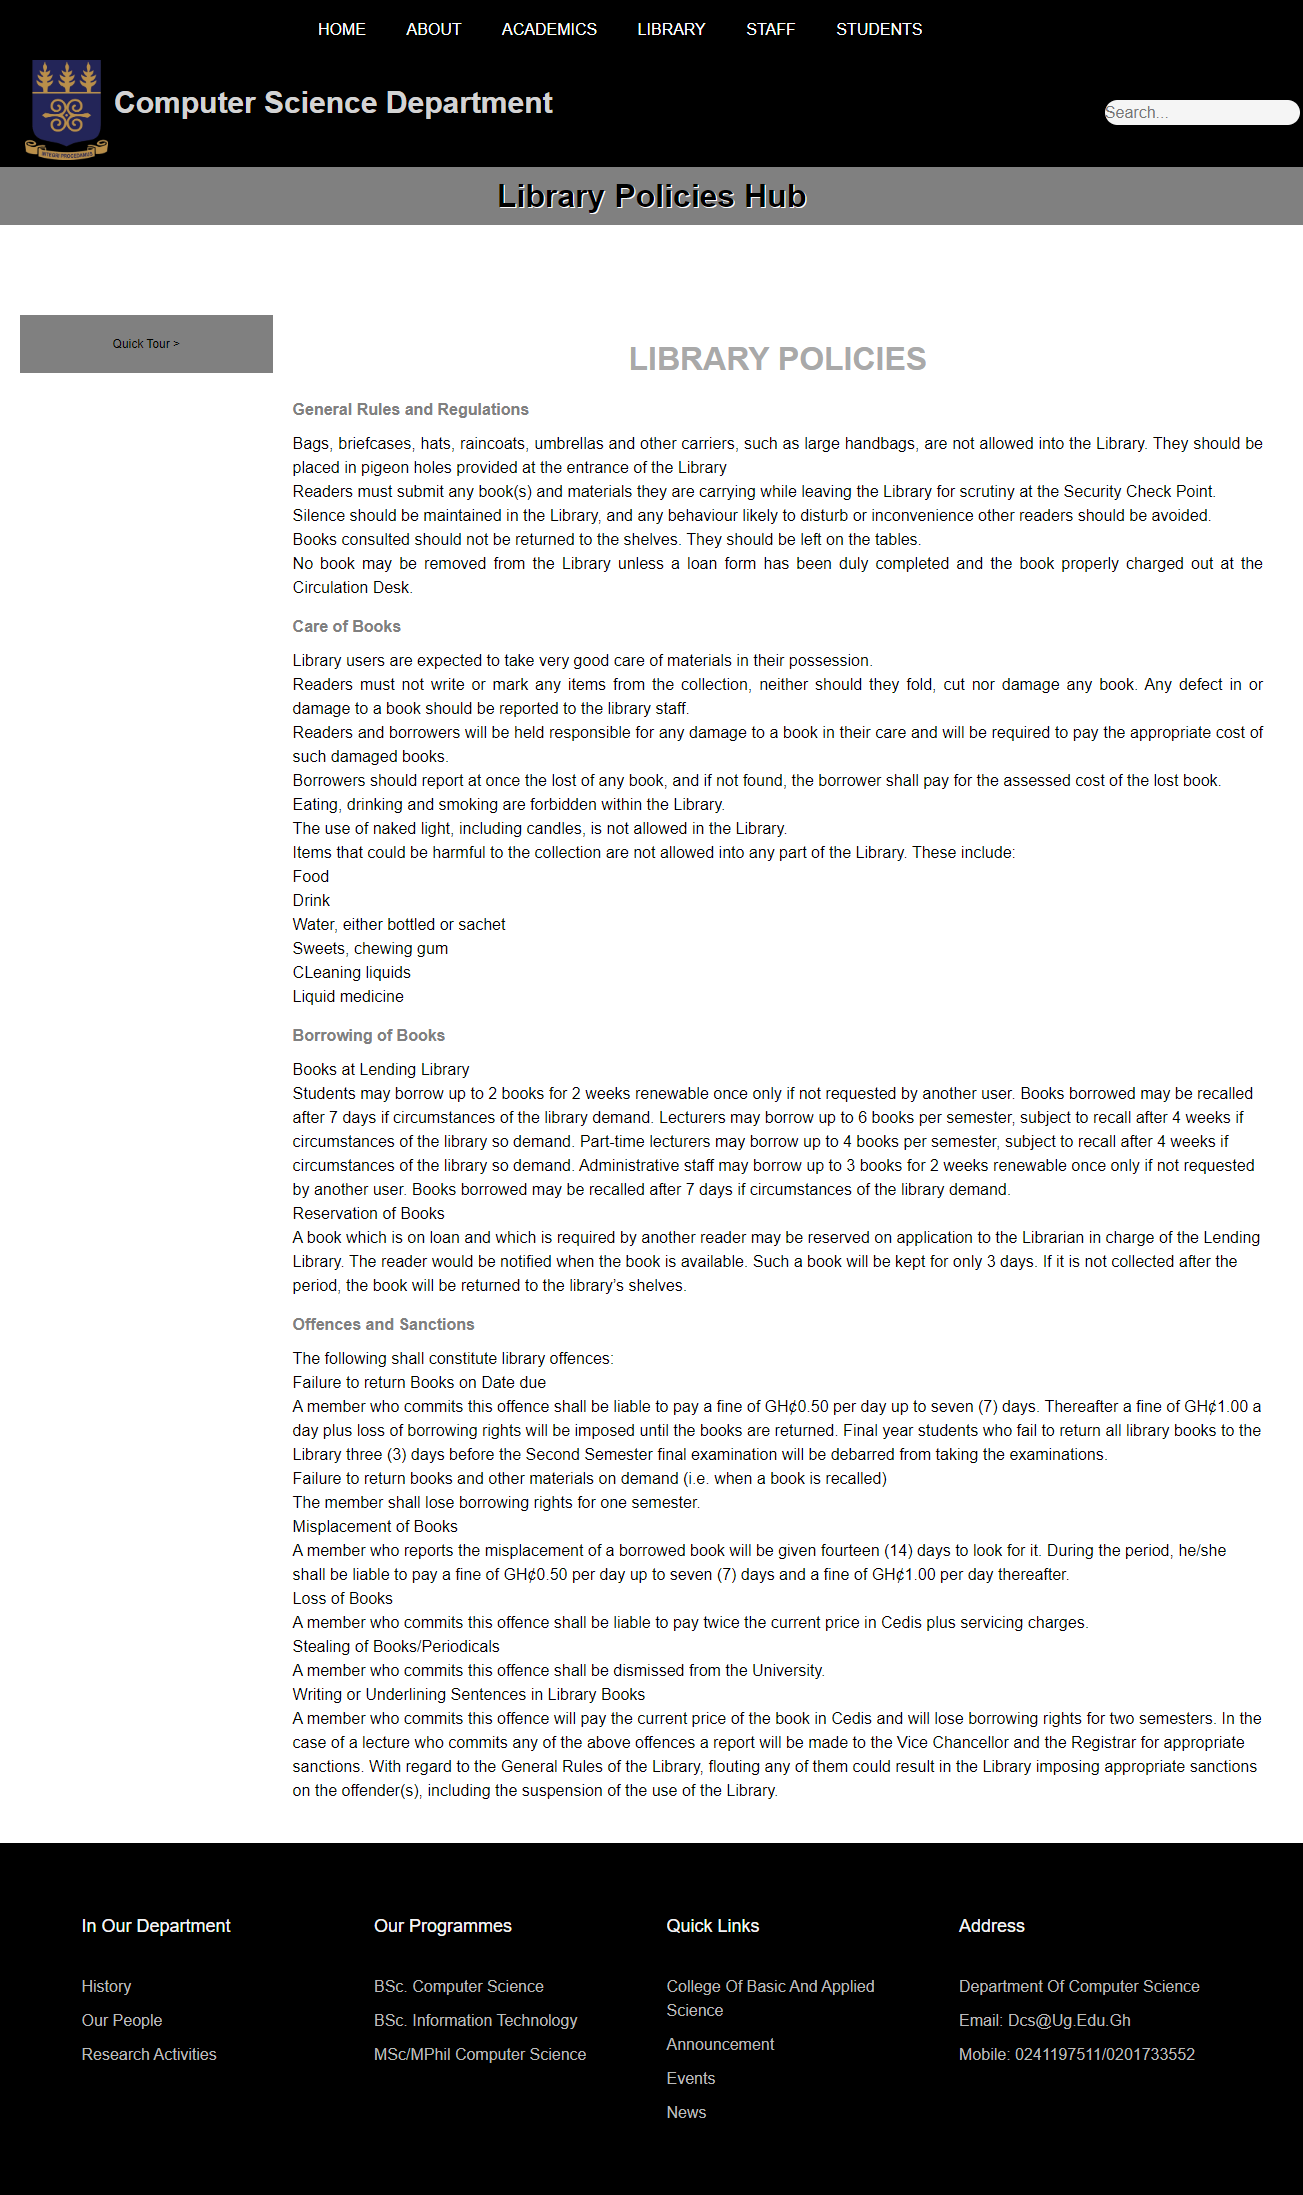 HOME ABOUT ACADEMICS LIBRARY STAFF STUDENTS
INTEGRI PROCEDAMUS
Computer Science Department
Search...
Library Policies Hub
Quick Tour >
LIBRARY POLICIES
General Rules and Regulations
Bags, briefcases, hats, raincoats, umbrellas and other carriers, such as large handbags, are not allowed into the Library. They should be
placed in pigeon holes provided at the entrance of the Library
Readers must submit any book(s) and materials they are carrying while leaving the Library for scrutiny at the Security Check Point.
Silence should be maintained in the Library, and any behaviour likely to disturb or inconvenience other readers should be avoided.
Books consulted should not be returned to the shelves. They should be left on the tables.
No book may be removed from the Library unless a loan form has been duly completed and the book properly charged out at the
Circulation Desk.
Care of Books
Library users are expected to take very good care of materials in their possession.
Readers must not write or mark any items from the collection, neither should they fold, cut nor damage any book. Any defect in or
damage to a book should be reported to the library staff.
Readers and borrowers will be held responsible for any damage to a book in their care and will be required to pay the appropriate cost of
such damaged books.
Borrowers should report at once the lost of any book, and if not found, the borrower shall pay for the assessed cost of the lost book.
Eating, drinking and smoking are forbidden within the Library.
The use of naked light, including candles, is not allowed in the Library.
Items that could be harmful to the collection are not allowed into any part of the Library. These include:
Food
Drink
Water, either bottled or sachet
Sweets, chewing gum
CLeaning liquids
Liquid medicine
Borrowing of Books
Books at Lending Library
Students may borrow up to 2 books for 2 weeks renewable once only if not requested by another user. Books borrowed may be recalled
after 7 days if circumstances of the library demand. Lecturers may borrow up to 6 books per semester, subject to recall after 4 weeks if
circumstances of the library so demand. Part-time lecturers may borrow up to 4 books per semester, subject to recall after 4 weeks if
circumstances of the library so demand. Administrative staff may borrow up to 3 books for 2 weeks renewable once only if not requested
by another user. Books borrowed may be recalled after 7 days if circumstances of the library demand.
Reservation of Books
A book which is on loan and which is required by another reader may be reserved on application to the Librarian in charge of the Lending
Library. The reader would be notified when the book is available. Such a book will be kept for only 3 days. If it is not collected after the
period, the book will be returned to the library’s shelves.
Offences and Sanctions
The following shall constitute library offences:
Failure to return Books on Date due
A member who commits this offence shall be liable to pay a fine of GH¢0.50 per day up to seven (7) days. Thereafter a fine of GH¢1.00 a
day plus loss of borrowing rights will be imposed until the books are returned. Final year students who fail to return all library books to the
Library three (3) days before the Second Semester final examination will be debarred from taking the examinations.
Failure to return books and other materials on demand (i.e. when a book is recalled)
The member shall lose borrowing rights for one semester.
Misplacement of Books
A member who reports the misplacement of a borrowed book will be given fourteen (14) days to look for it. During the period, he/she
shall be liable to pay a fine of GH¢0.50 per day up to seven (7) days and a fine of GH¢1.00 per day thereafter.
Loss of Books
A member who commits this offence shall be liable to pay twice the current price in Cedis plus servicing charges.
Stealing of Books/Periodicals
A member who commits this offence shall be dismissed from the University.
Writing or Underlining Sentences in Library Books
A member who commits this offence will pay the current price of the book in Cedis and will lose borrowing rights for two semesters. In the
case of a lecture who commits any of the above offences a report will be made to the Vice Chancellor and the Registrar for appropriate
sanctions. With regard to the General Rules of the Library, flouting any of them could result in the Library imposing appropriate sanctions
on the offender(s), including the suspension of the use of the Library.
In Our Department
History
Our People
Research Activities
Our Programmes
BSc. Computer Science
BSc. Information Technology
MSc/MPhil Computer Science
Quick Links
College Of Basic And Applied
Science
Announcement
Events
News
Address
Department Of Computer Science
Email: Dcs@Ug.Edu.Gh
Mobile: 0241197511/0201733552